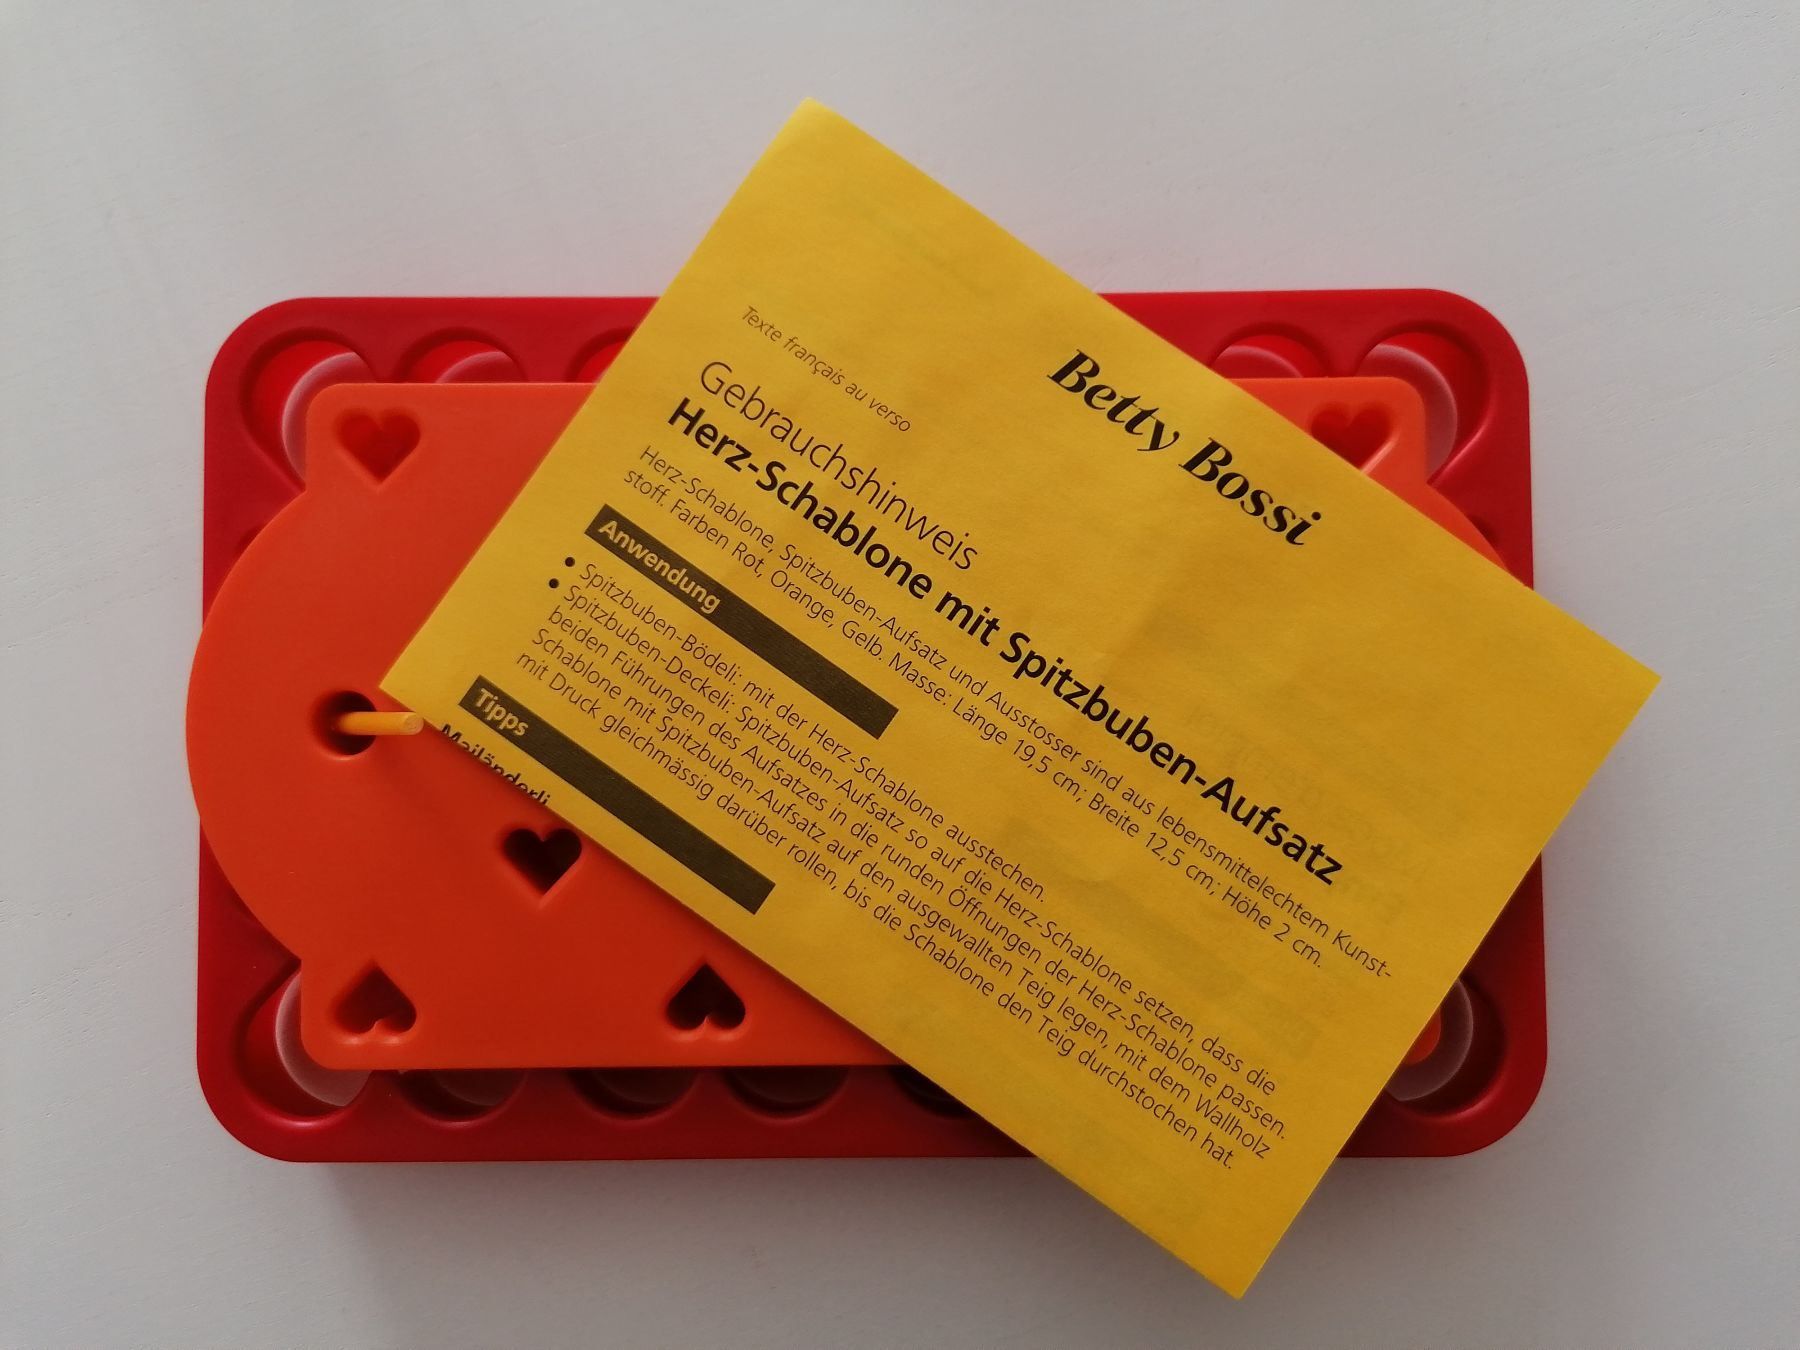 Betty Bossi
Texte français au verso
Gebrauchshinweis
Herz-Schablone mit Spitzbuben-Aufsatz
Herz-Schablone, Spitzbuben-Aufsatz und Ausstosser sind aus lebensmittelechtem Kunst-
stoff. Farben Rot, Orange, Gelb. Masse: Länge 19,5 cm; Breite 12,5 cm; Höhe 2 cm.
Anwendung
• Spitzbuben-Bödeli: mit der Herz-Schablone ausstechen.
• Spitzbuben-Deckeli: Spitzbuben-Aufsatz so auf die Herz-Schablone setzen, dass die
beiden Führungen des Aufsatzes in die runden Öffnungen der Herz-Schablone passen.
Schablone mit Spitzbuben-Aufsatz auf den ausgewallten Teig legen, mit dem Wallholz
mit Druck gleichmässig darüber rollen, bis die Schablone den Teig durchstochen hat.
Tipps
Mailänderli